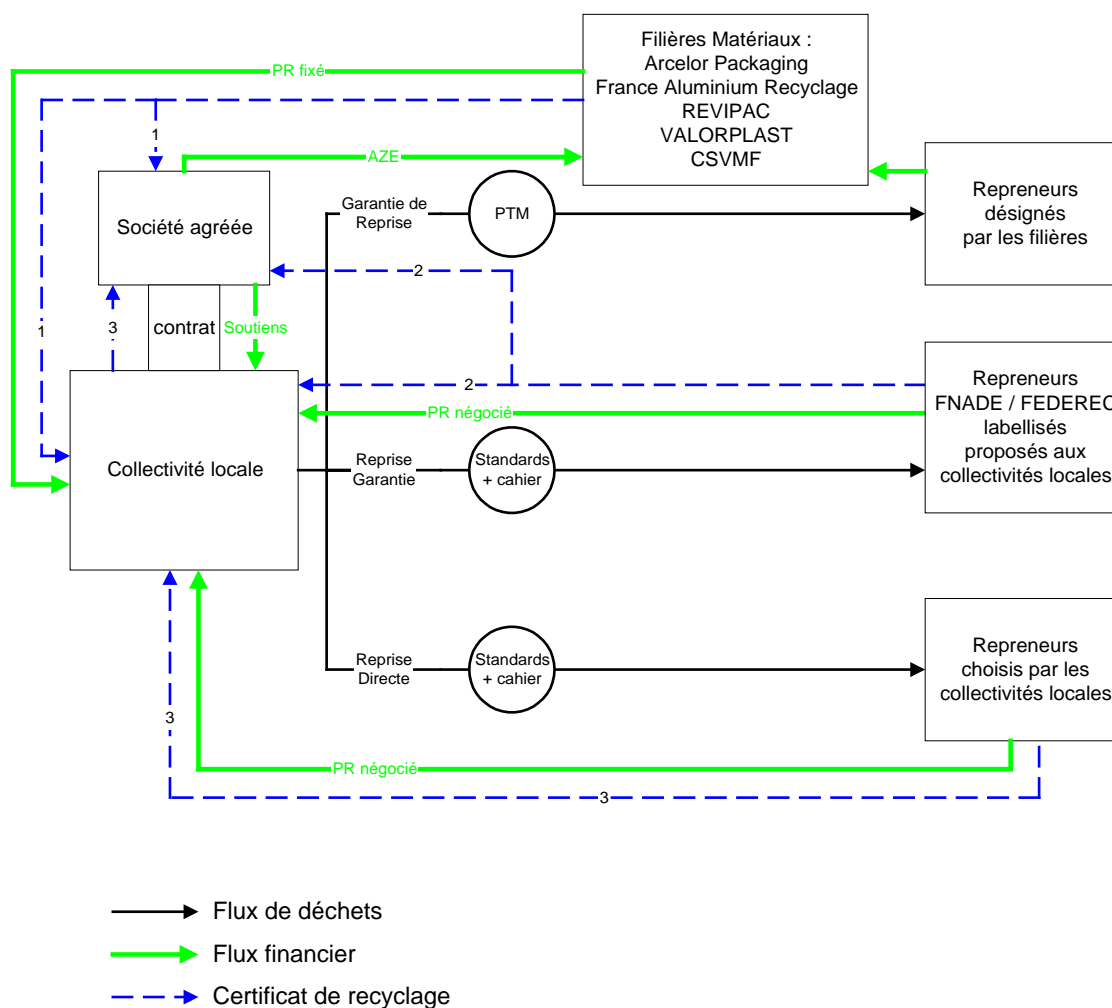 Filières Matériaux :
Arcelor Packaging
France Aluminium Recyclage
REVIPAC
VALORPLAST
CSVMF
PR fixé
1
AZE
Société agréée
Garantie de
Reprise
PTM
Repreneurs
désignés
par les filières
2
1
3
contrat
Soutiens
2
PR négocié
Repreneurs
FNADE / FEDEREC
labellisés
proposés aux
collectivités locales
Collectivité locale
Reprise
Garantie
Standards
+ cahier
Reprise
Directe
Standards
+ cahier
Repreneurs
choisis par les
collectivités locales
3
PR négocié
3
Flux de déchets
Flux financier
Certificat de recyclage